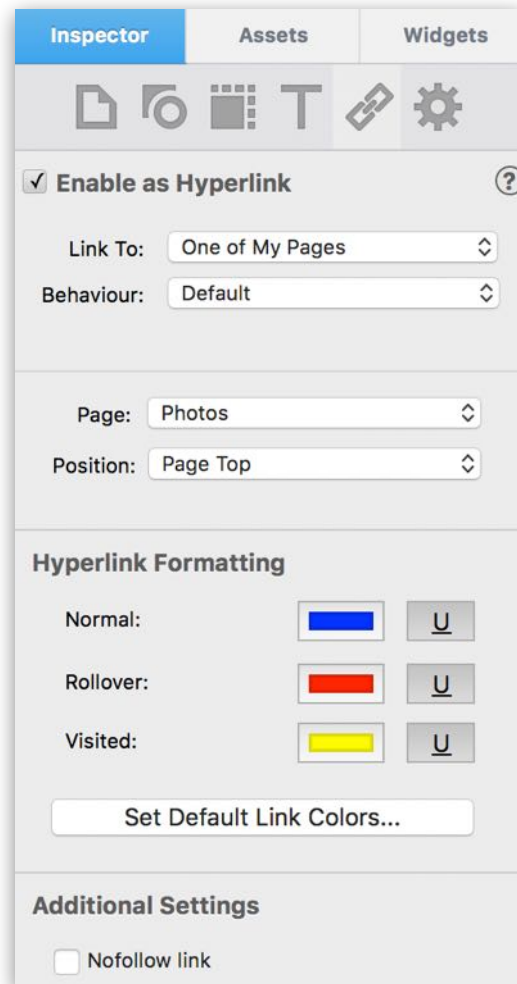 Inspector Assets Widgets
T
✓ Enable as Hyperlink ?
Link To: One of My Pages
Behaviour: Default
Page: Photos
Position: Page Top
Hyperlink Formatting
Normal: U
Rollover: U
Visited: U
Set Default Link Colors...
Additional Settings
Nofollow link